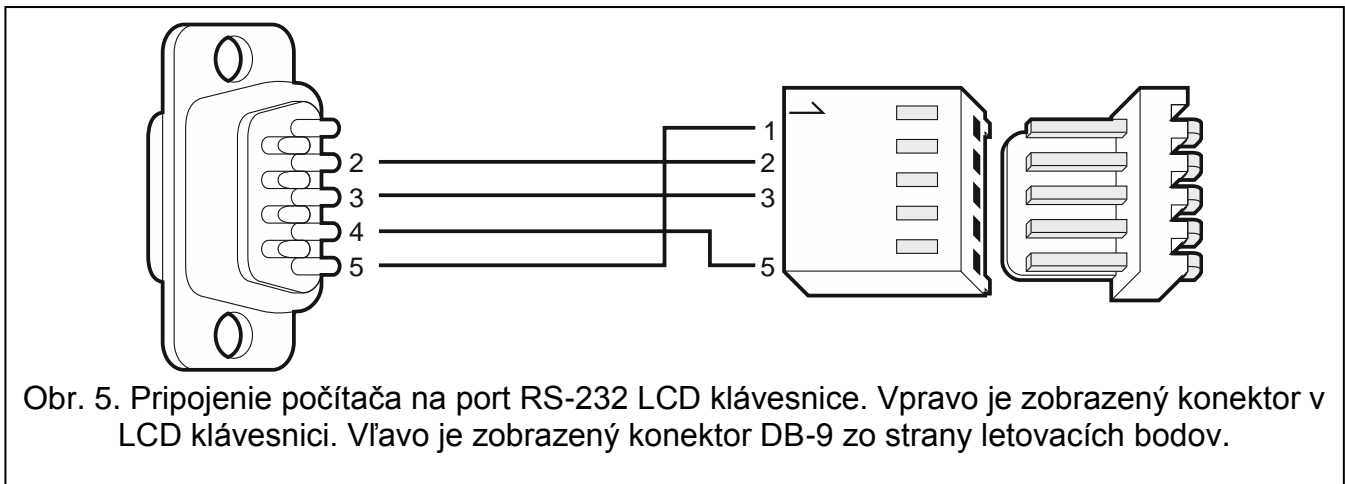 1
2 2
3 3
4
5 5
Obr. 5. Pripojenie počítača na port RS-232 LCD klávesnice. Vpravo je zobrazený konektor v
LCD klávesnici. Vľavo je zobrazený konektor DB-9 zo strany letovacích bodov.